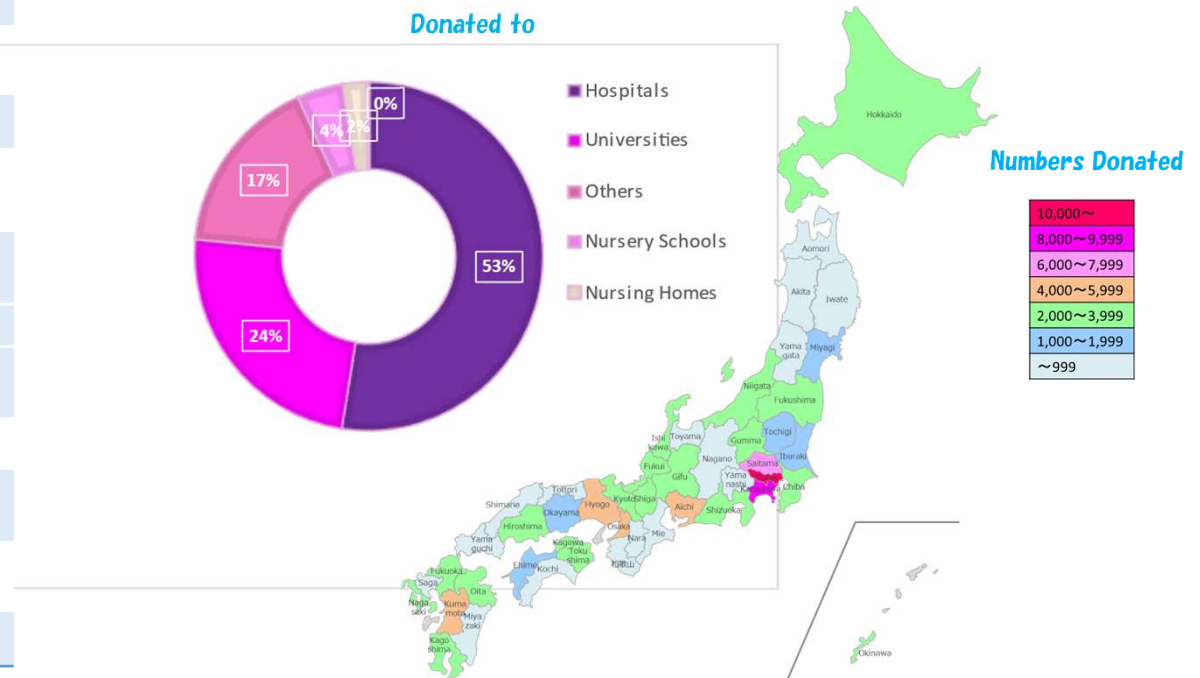 Donated to
53%
24%
17%
4%
2%
0%
Hospitals
Universities
Others
Nursery Schools
Nursing Homes
Numbers Donated
10,000～
8,000～9,999
6,000～7,999
4,000～5,999
2,000～3,999
1,000～1,999
～999
Hokkaido
Aomori
Akita
Iwate
Yama
gata
Miyagi
Niigata
Fukushima
Ishi
kawa
Toyama
Gumma
Tochigi
Ibaraki
Nagano
Saitama
Fukui
Gifu
Yama
nashi
Chiba
Kyoto
Shiga
Aichi
Shizuoka
Tottori
Shimane
Hyogo
Okayama
Hiroshima
Osaka
Nara
Mie
Yama
guchi
Kagawa
Toku
shima
Ehime
Kochi
Fukuoka
Saga
Oita
Naga
saki
Kuma
moto
Miya
zaki
Kago
shima
Okinawa